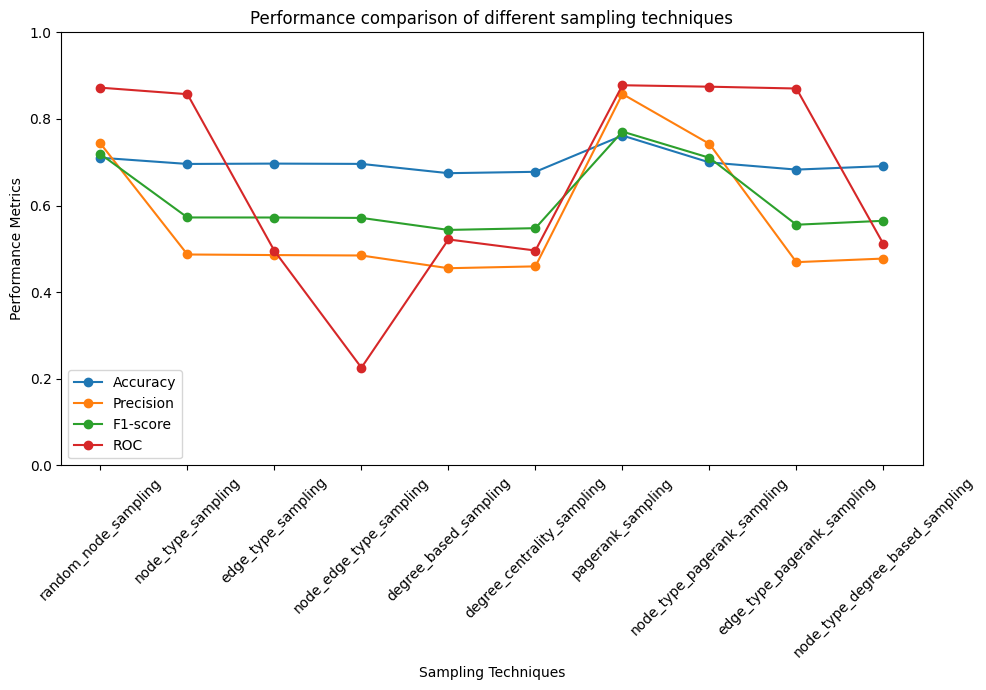 Performance comparison of different sampling techniques
1.0
0.8
0.6
0.4
0.2
0.0
Performance Metrics
Accuracy
Precision
F1-score
ROC
random_node_sampling
node_type_sampling
edge_type_sampling
node_edge_type_sampling
degree_based_sampling
degree_centrality_sampling
pagerank_sampling
node_type_pagerank_sampling
edge_type_pagerank_sampling
node_type_degree_based_sampling
Sampling Techniques